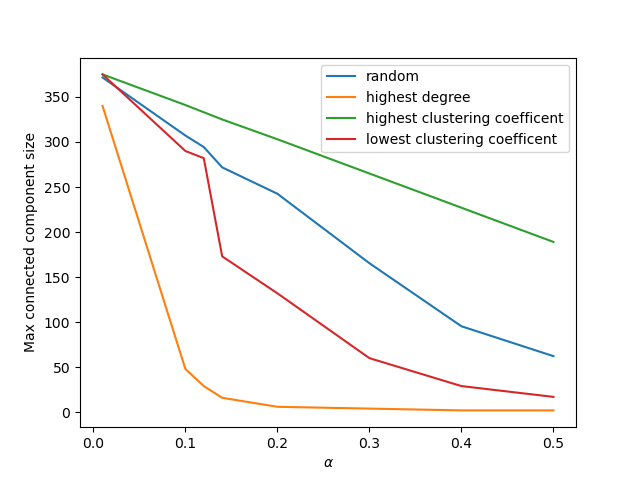 random
highest degree
highest clustering coefficent
lowest clustering coefficent
Max connected component size
350
300
250
200
150
100
50
0
0.0 0.1 0.2 0.3 0.4 0.5
α